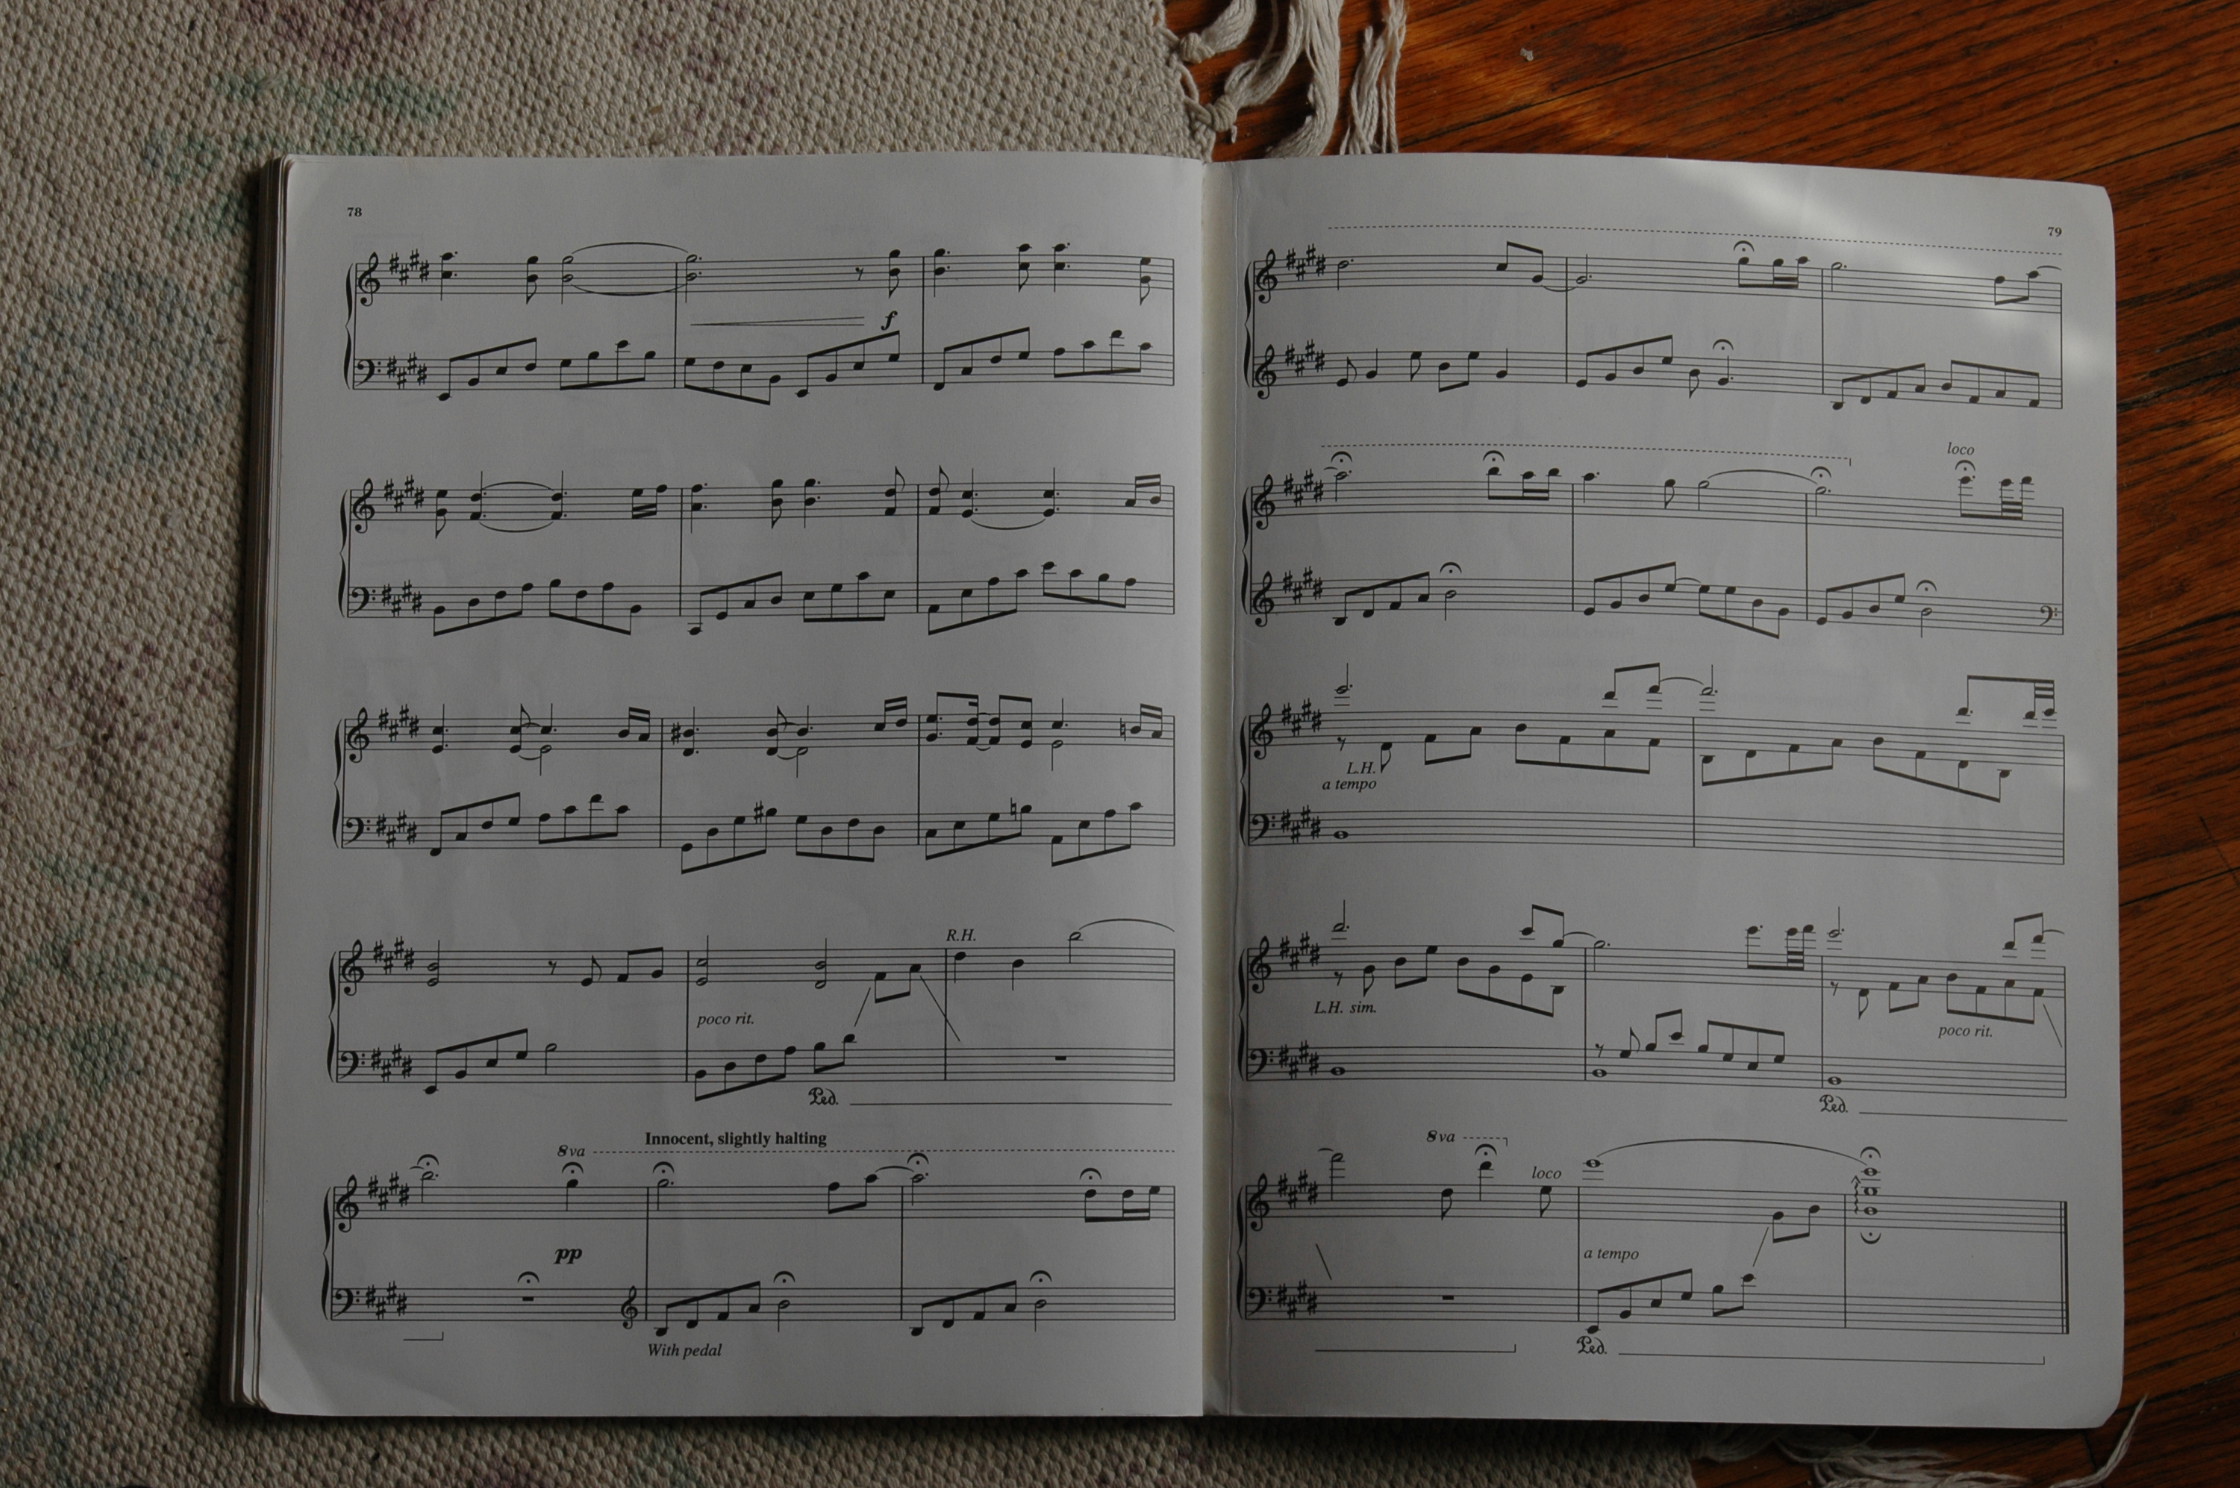 78
f
R.H.
poco rit.
Ped.
Innocent, slightly halting
8va
pp
With pedal
79
loco
L.H.
a tempo
L.H. sim.
poco rit.
Ped.
8va
loco
a tempo
Ped.